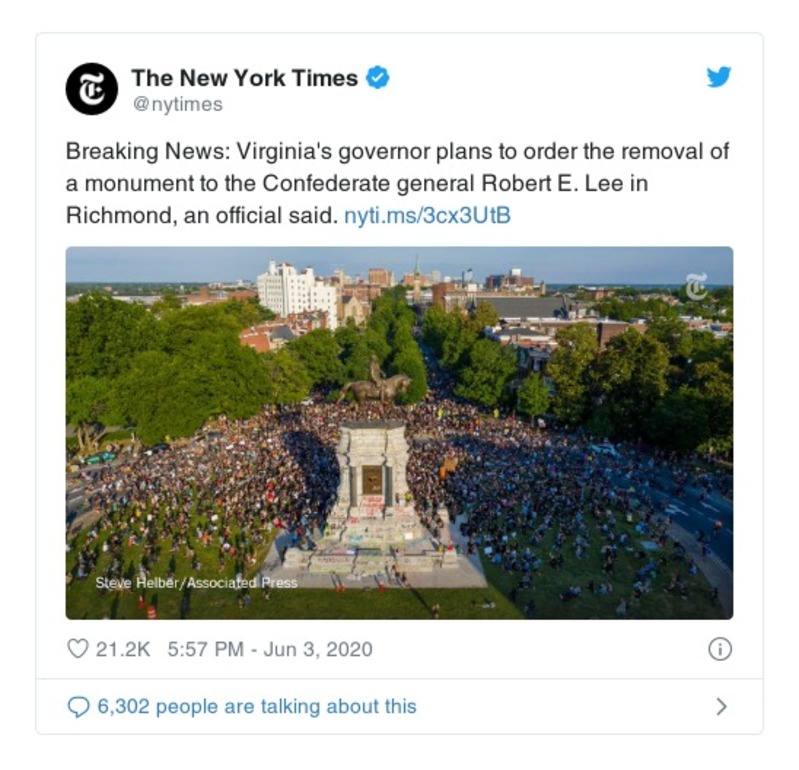 The New York Times
@nytimes
Breaking News: Virginia's governor plans to order the removal of
a monument to the Confederate general Robert E. Lee in
Richmond, an official said. nyti.ms/3cx3UtB
Steve Helber/Associated Press
21.2K 5:57 PM - Jun 3, 2020
6,302 people are talking about this